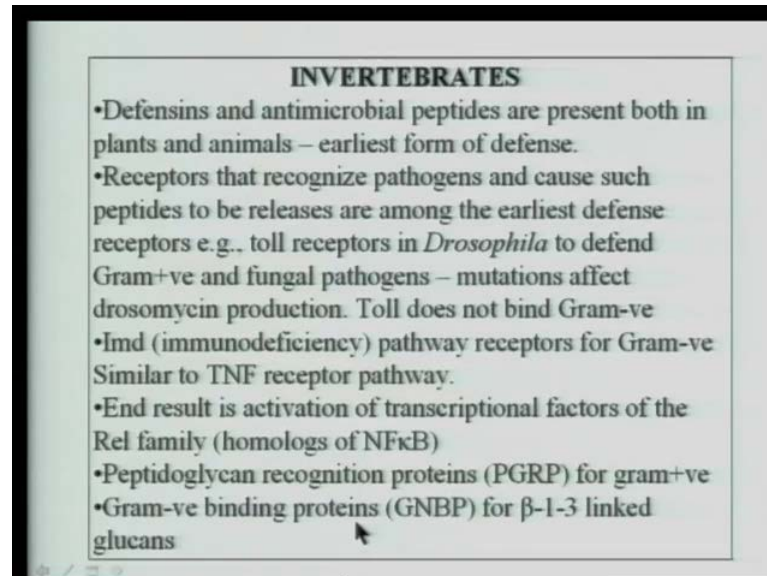 INVERTEBRATES
•Defensins and antimicrobial peptides are present both in
plants and animals – earliest form of defense.
•Receptors that recognize pathogens and cause such
peptides to be releases are among the earliest defense
receptors e.g., toll receptors in Drosophila to defend
Gram+ve and fungal pathogens – mutations affect
drosomycin production. Toll does not bind Gram-ve
•Imd (immunodeficiency) pathway receptors for Gram-ve
Similar to TNF receptor pathway.
•End result is activation of transcriptional factors of the
Rel family (homologs of NFκB)
•Peptidoglycan recognition proteins (PGRP) for gram+ve
•Gram-ve binding proteins (GNBP) for β-1-3 linked
glucans